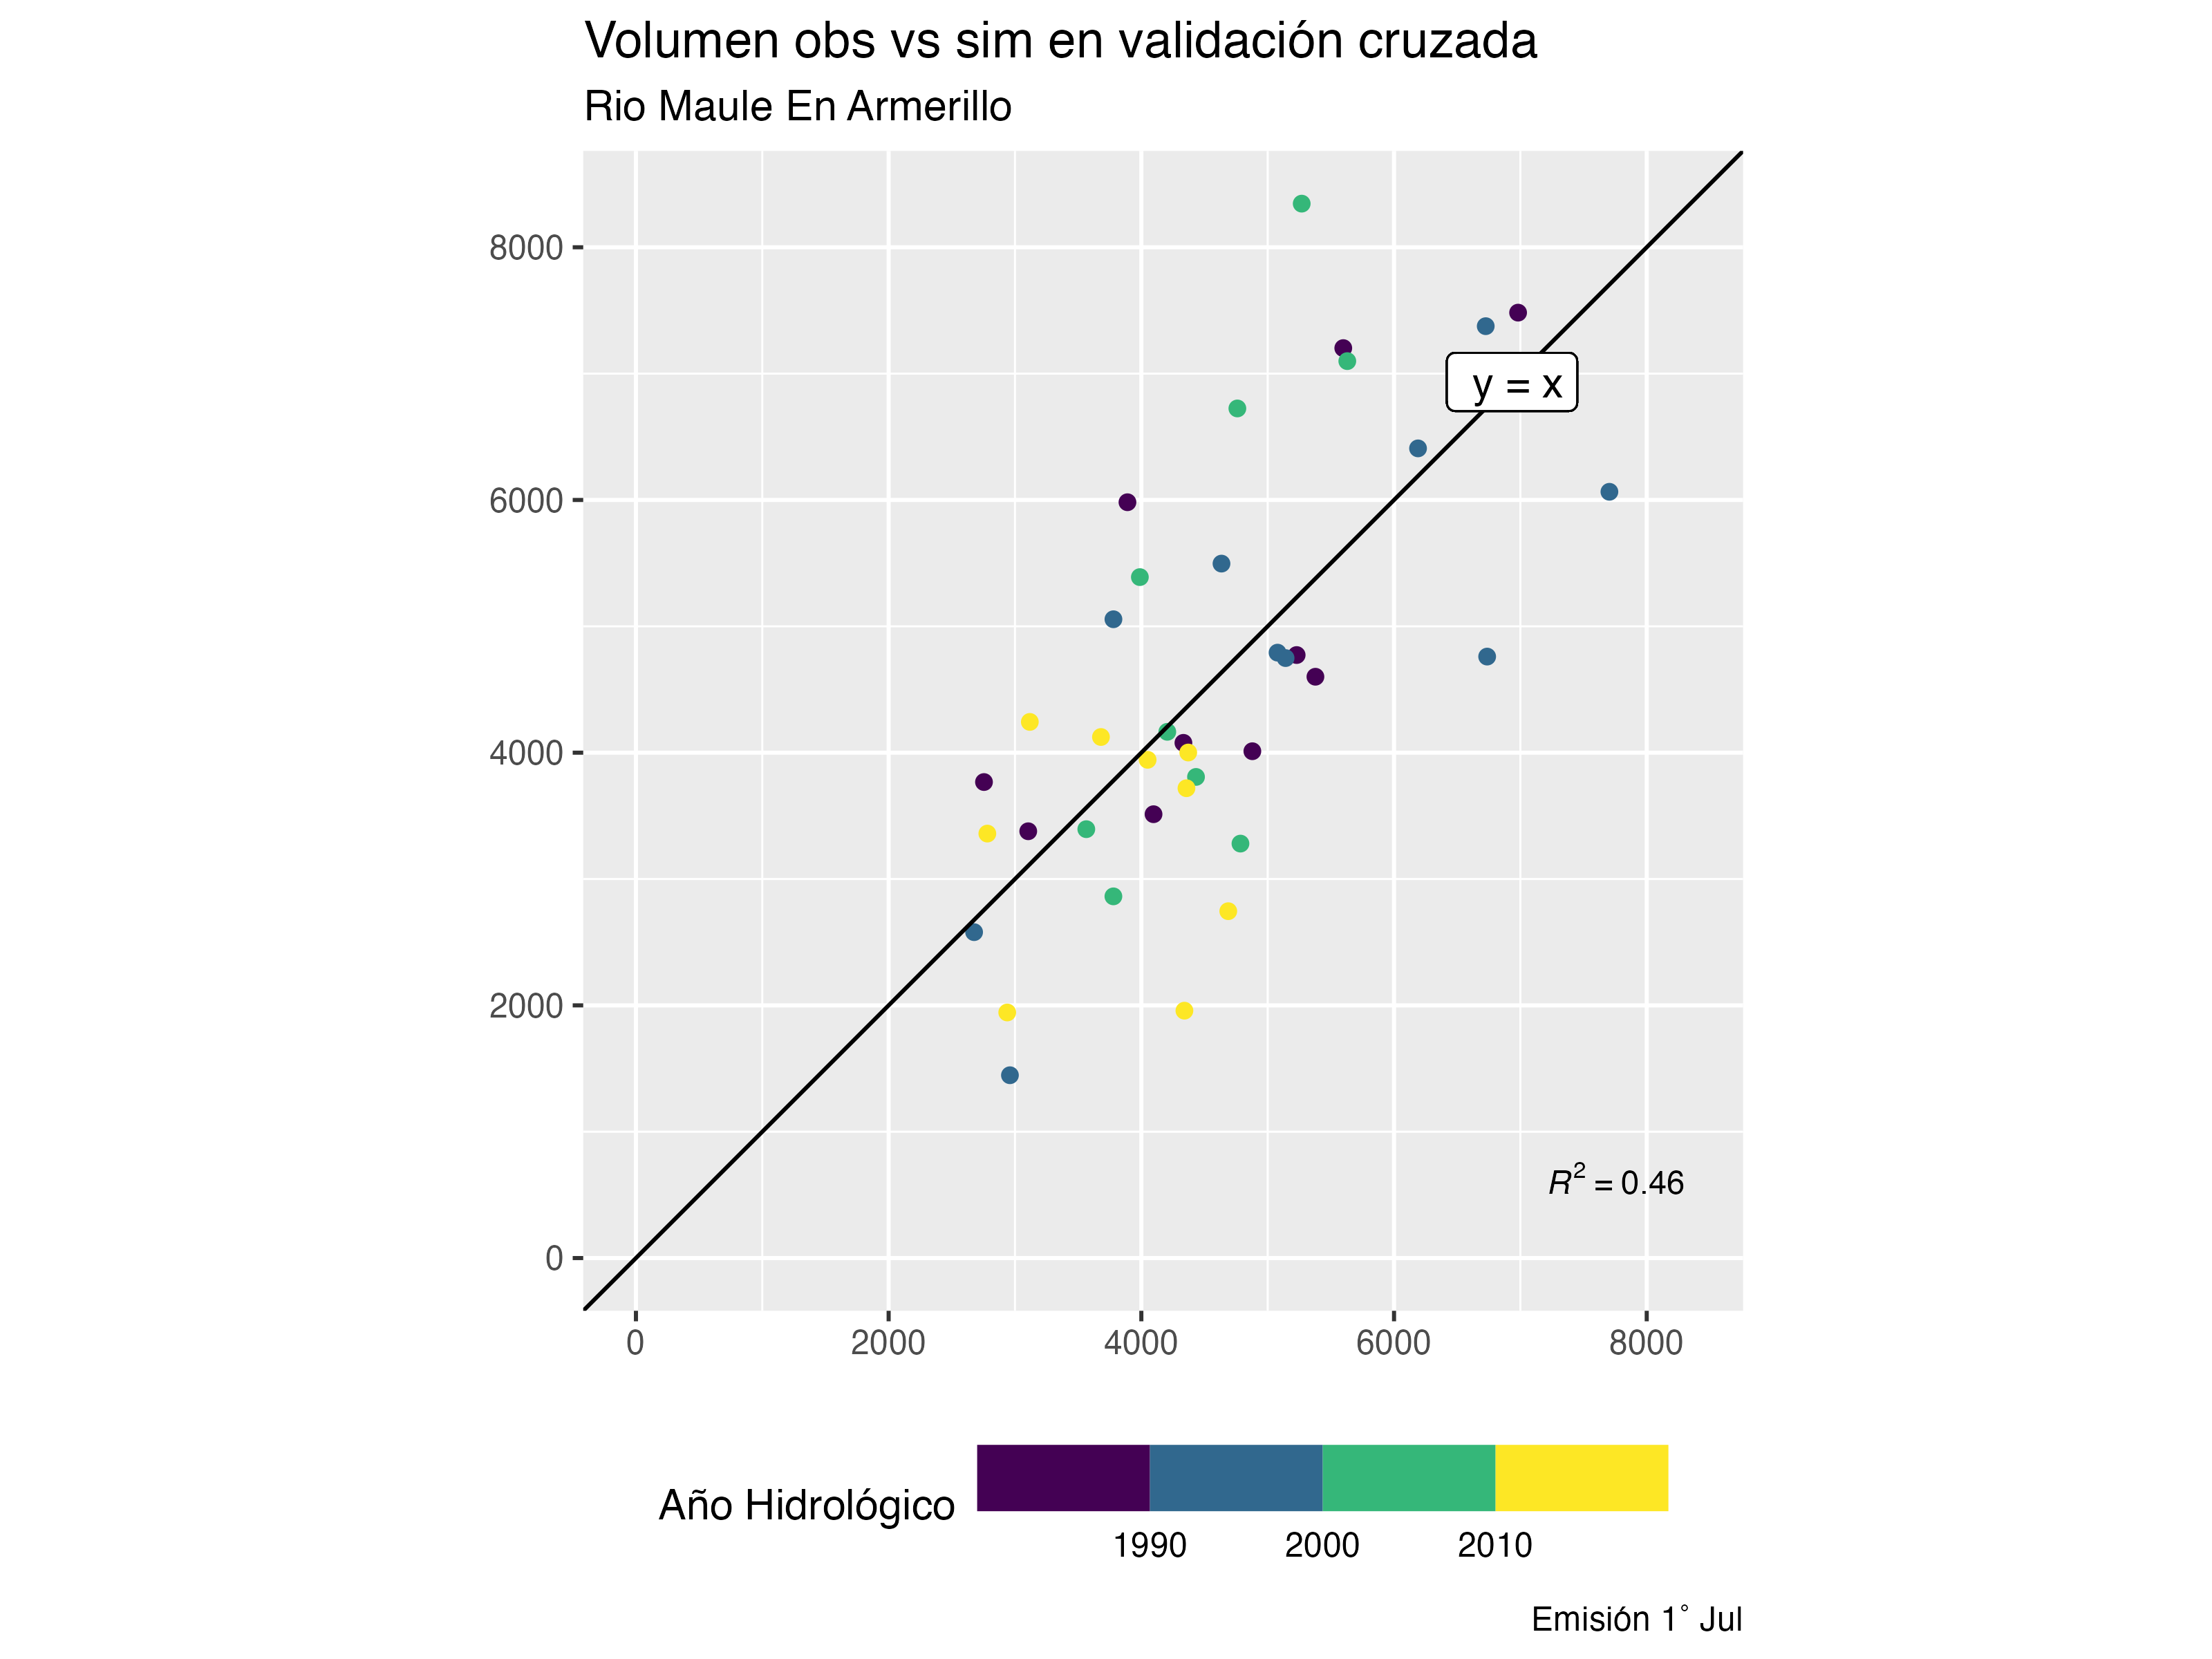 Volumen obs vs sim en validación cruzada
Rio Maule En Armerillo
8000
6000
4000
2000
0
y = x
R² = 0.46
0 2000 4000 6000 8000
Año Hidrológico
1990 2000 2010
Emisión 1° Jul